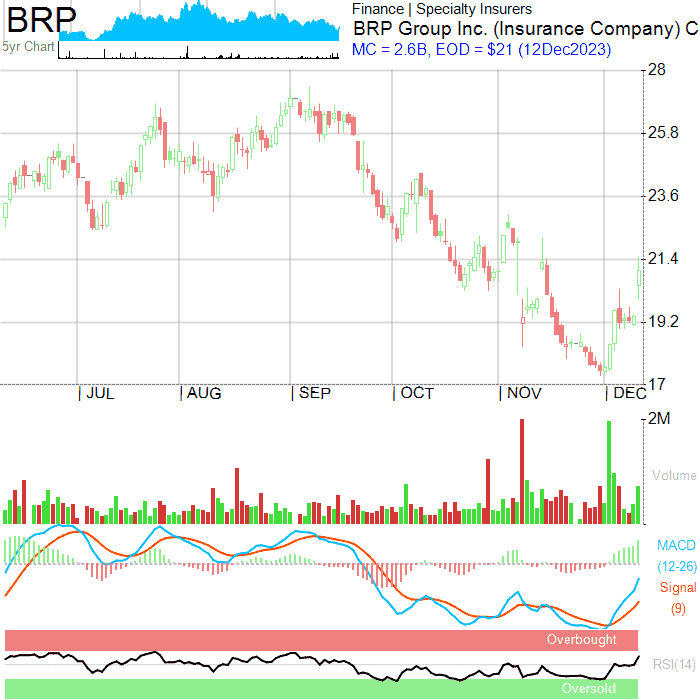 BRP
5yr Chart
Finance | Specialty Insurers
BRP Group Inc. (Insurance Company) C
MC = 2.6B, EOD = $21 (12Dec2023)
28
25.8
23.6
21.4
19.2
17
| JUL | AUG | SEP | OCT | NOV | DEC
2M
Volume
MACD
(12-26)
Signal
(9)
Overbought
RSI(14)
Oversold